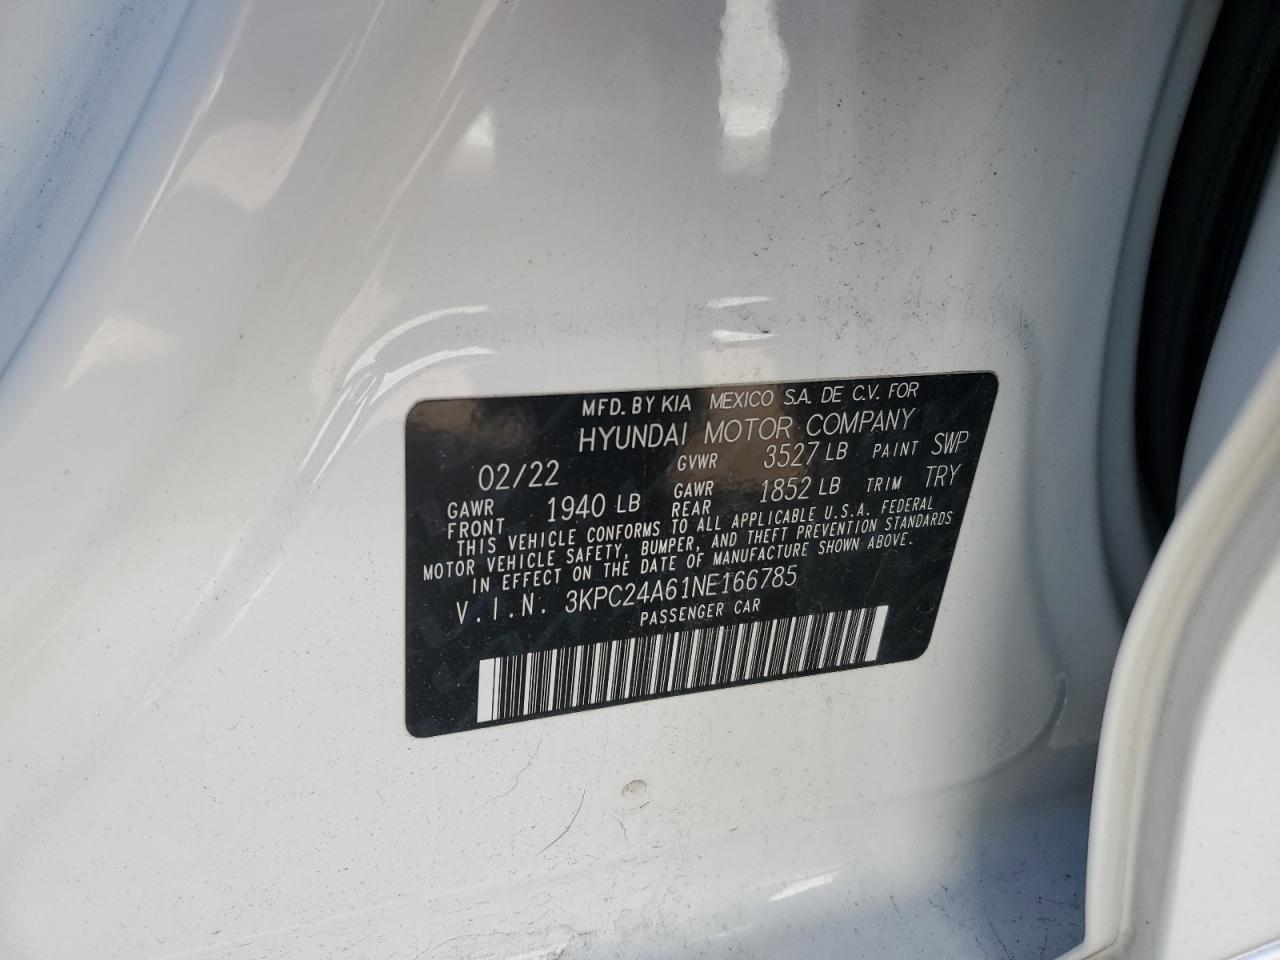 MFD. BY KIA MEXICO S.A. DE C.V. FOR
HYUNDAI MOTOR COMPANY
02/22 GVWR 3527 LB PAINT SWP
GAWR FRONT 1940 LB GAWR REAR 1852 LB TRIM TRY
THIS VEHICLE CONFORMS TO ALL APPLICABLE U.S.A. FEDERAL
MOTOR VEHICLE SAFETY, BUMPER, AND THEFT PREVENTION STANDARDS
IN EFFECT ON THE DATE OF MANUFACTURE SHOWN ABOVE.
V.I.N. 3KPC24A61NE166785
PASSENGER CAR